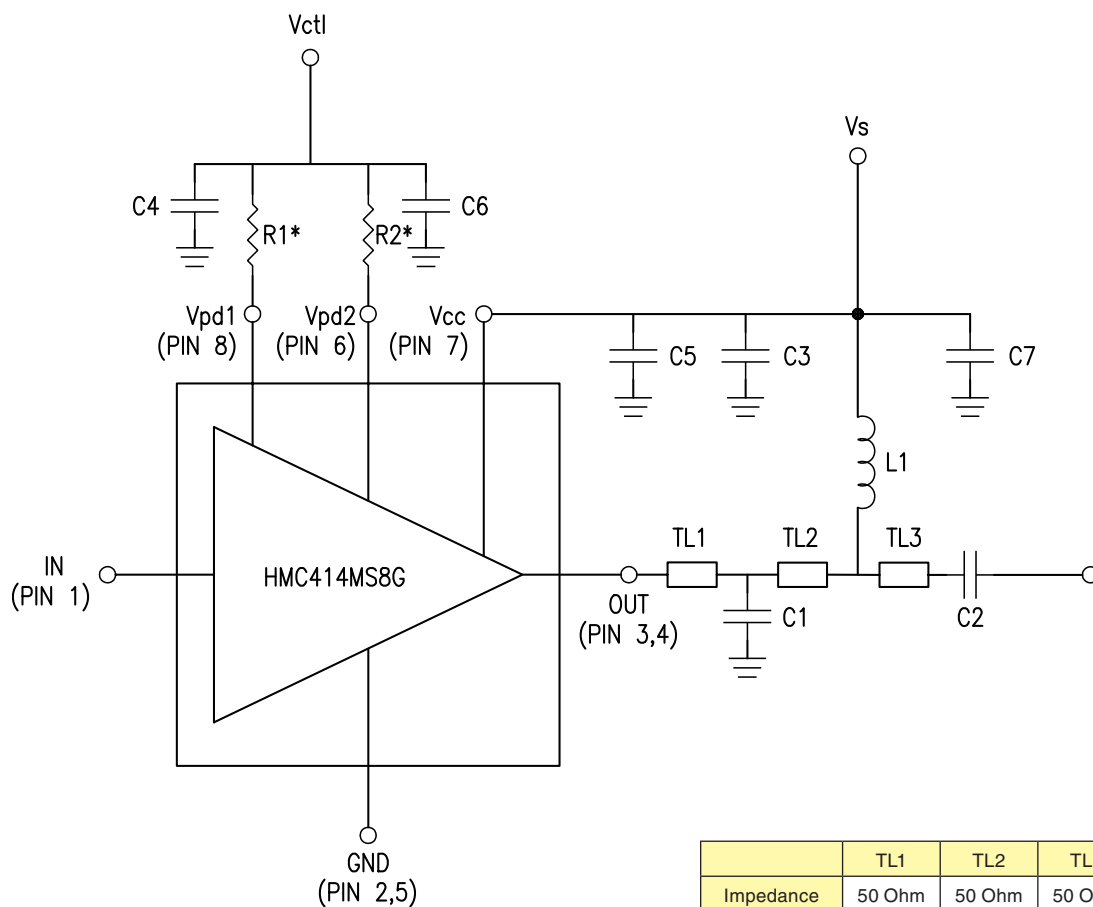 Vctl
Vs
C4
R1*
R2*
C6
Vpd1
(PIN 8)
Vpd2
(PIN 6)
Vcc
(PIN 7)
C5
C3
C7
L1
IN
(PIN 1)
HMC414MS8G
OUT
(PIN 3,4)
TL1
TL2
TL3
C1
C2
GND
(PIN 2,5)
TL1 TL2
Impedance 50 Ohm 50 Ohm 50